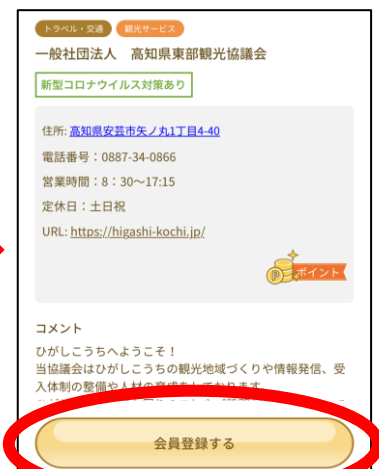 トラベル・交通 観光サービス
一般社団法人　高知県東部観光協議会
新型コロナウイルス対策あり
住所: 高知県安芸市矢ノ丸1丁目4-40
電話番号：0887-34-0866
営業時間：8：30〜17:15
定休日：土日祝
URL: https://higashi-kochi.jp/
P ポイント
コメント
ひがしこうちへようこそ！
当協議会はひがしこうちの観光地域づくりや情報発信、受
入体制の整備や人材の育成をしております。
会員登録する